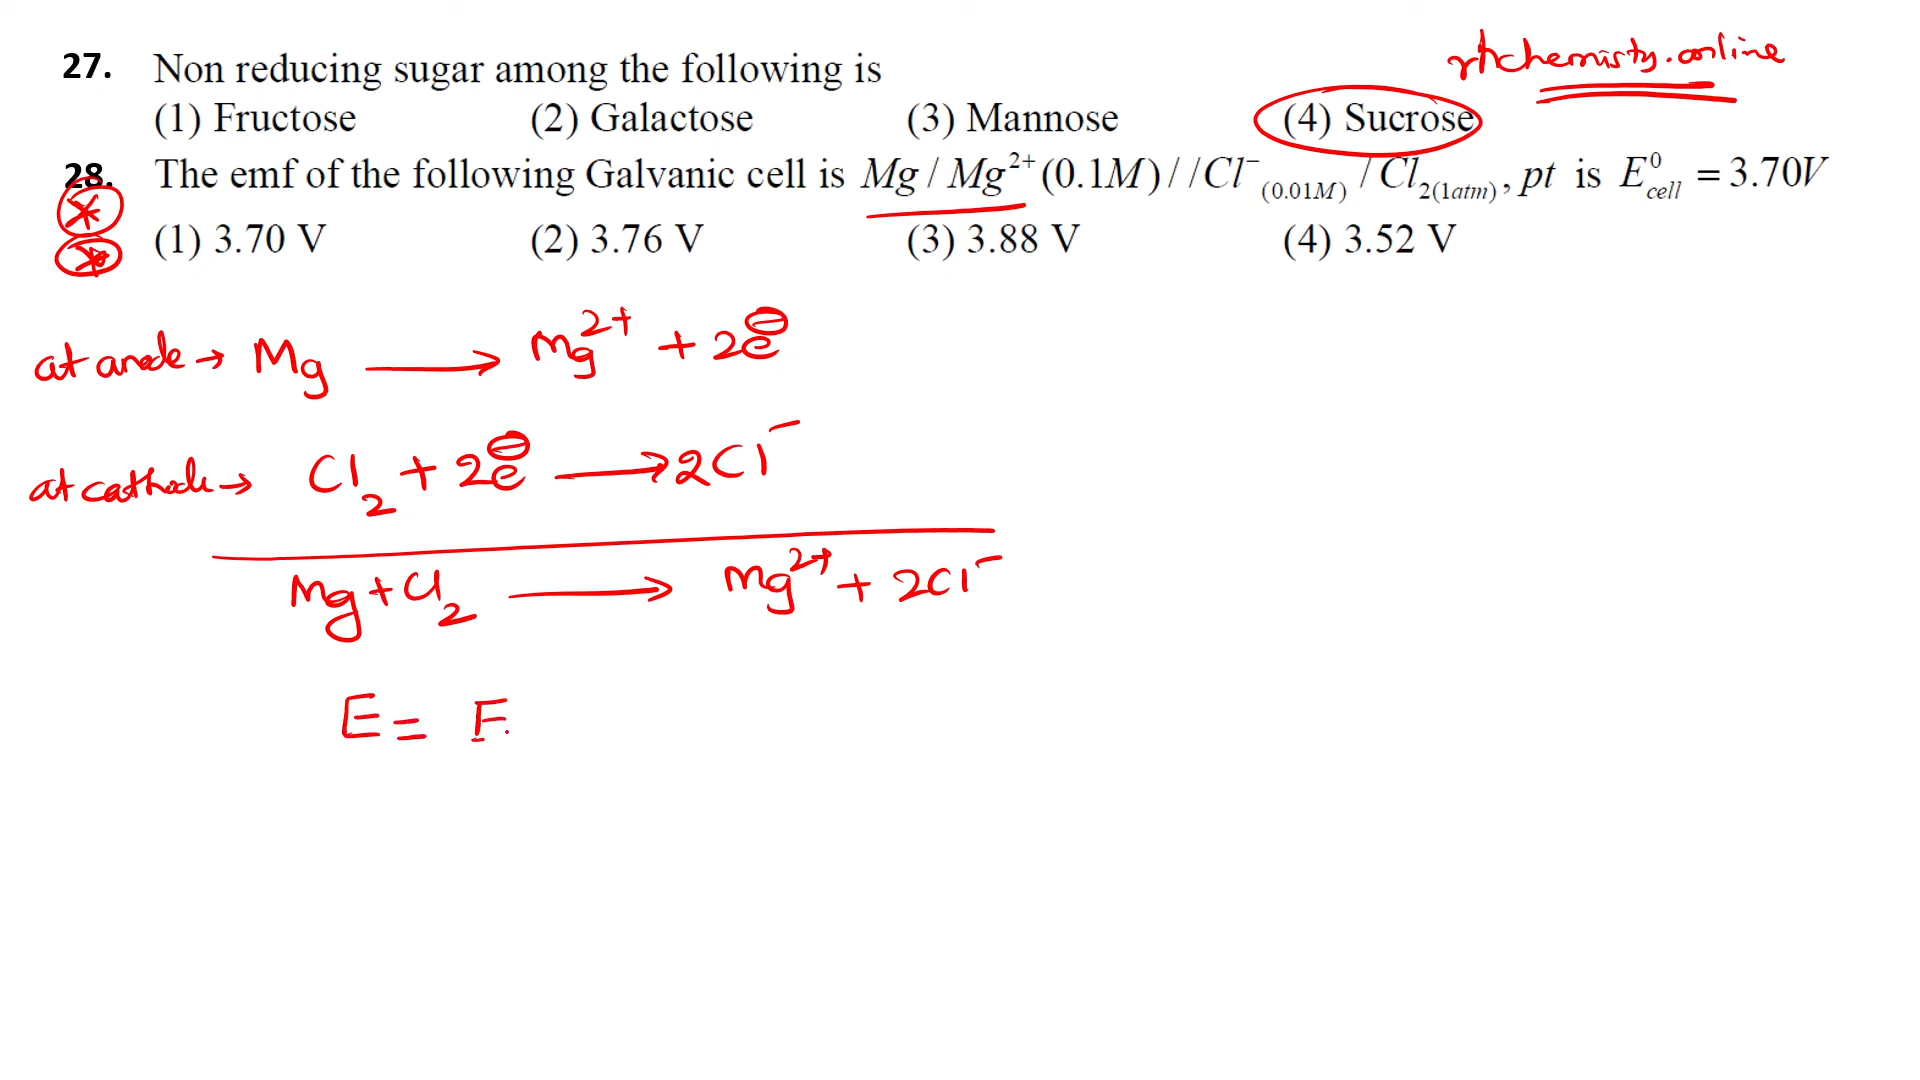 rhchemisty.online
27. Non reducing sugar among the following is
(1) Fructose (2) Galactose (3) Mannose (4) Sucrose
28. The emf of the following Galvanic cell is Mg / Mg²⁺ (0.1M) / /Cl⁻₍₀.₀₁M₎ / Cl₂₍₁ₐₜₘ₎, pt is E⁰cell = 3.70V
(1) 3.70 V (2) 3.76 V (3) 3.88 V (4) 3.52 V
at anode → Mg ⟶ Mg²⁺ + 2e⊖
at cathode → Cl₂ + 2e⊖ ⟶ 2Cl⁻
Mg + Cl₂ ⟶ Mg²⁺ + 2Cl⁻
E = E